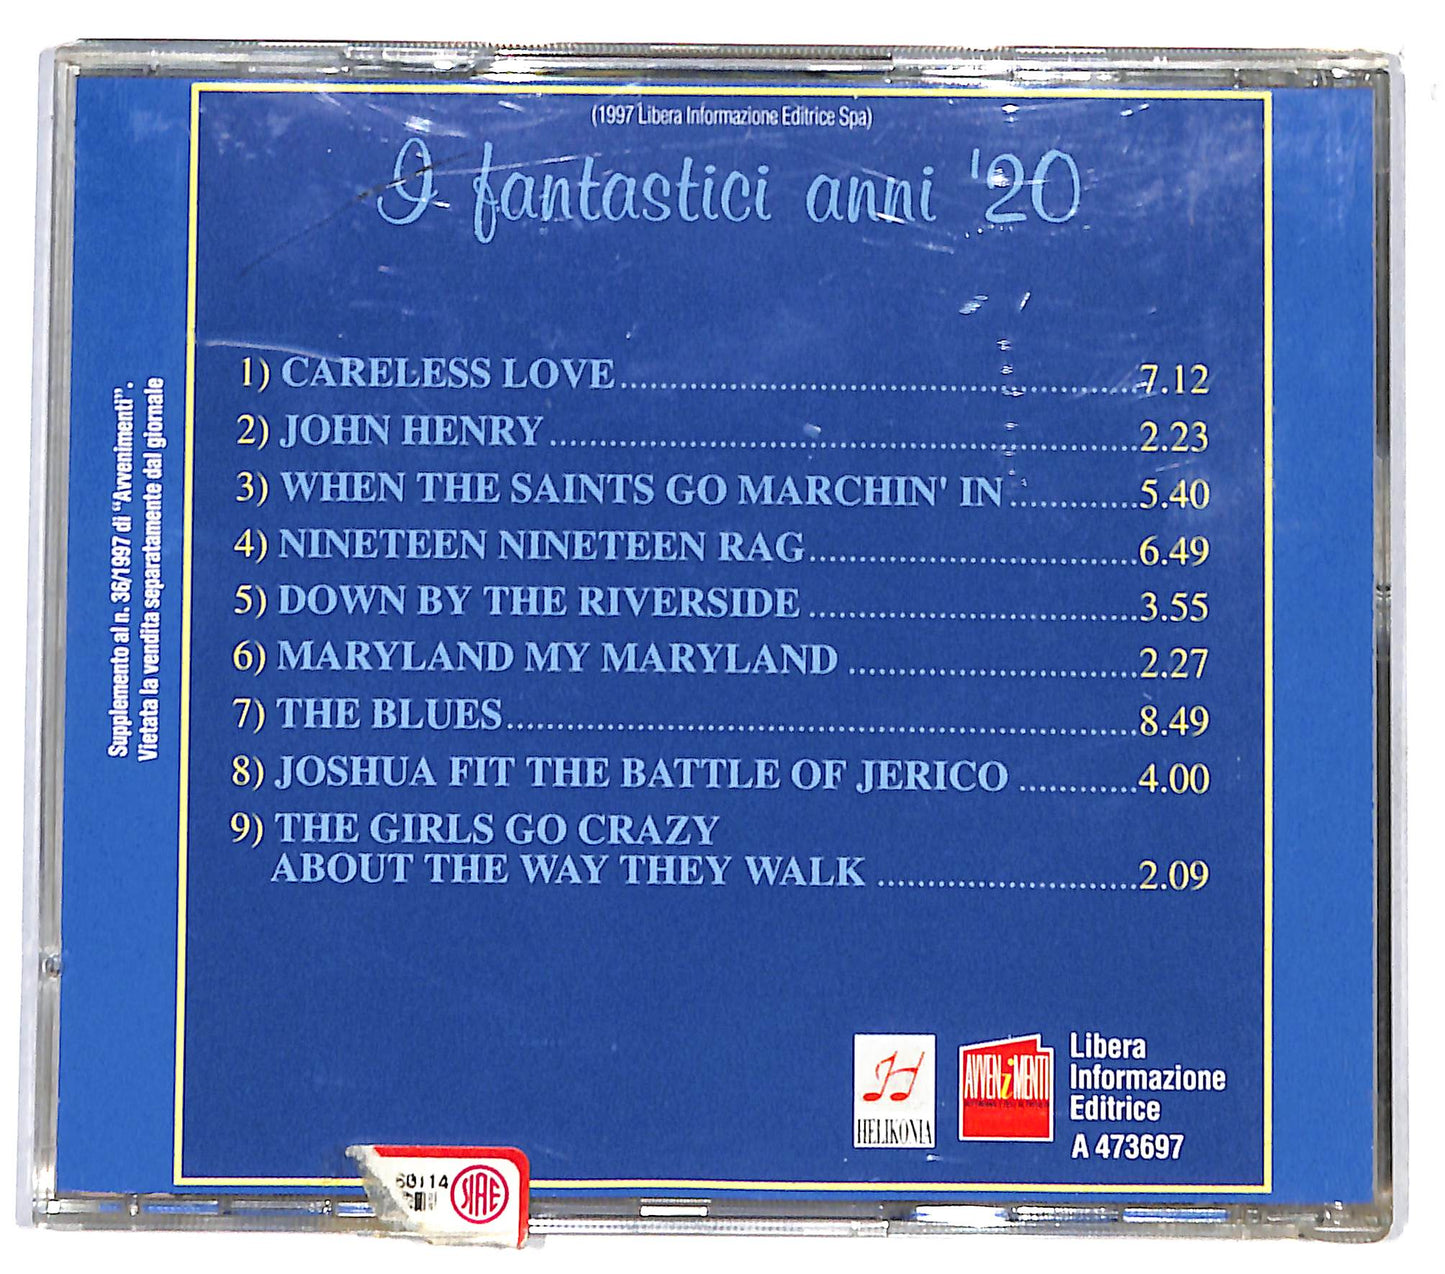 (1997 Libera Informazione Editrice Spa)
I fantastici anni '20
1) CARELESS LOVE.....7.12
2) JOHN HENRY.....2.23
3) WHEN THE SAINTS GO MARCHIN' IN.....5.40
4) NINETEEN NINETEEN RAG.....6.49
5) DOWN BY THE RIVERSIDE.....3.55
6) MARYLAND MY MARYLAND.....2.27
7) THE BLUES.....8.49
8) JOSHUA FIT THE BATTLE OF JERICO.....4.00
9) THE GIRLS GO CRAZY
ABOUT THE WAY THEY WALK.....2.09
Supplemento al n. 36/1997 di “Avvenimenti”.
Vietata la vendita separatamente dal giornale
H
HELIKONIA
AVVENiMENTI
Libera
Informazione
Editrice
A 473697
60114
SIAE